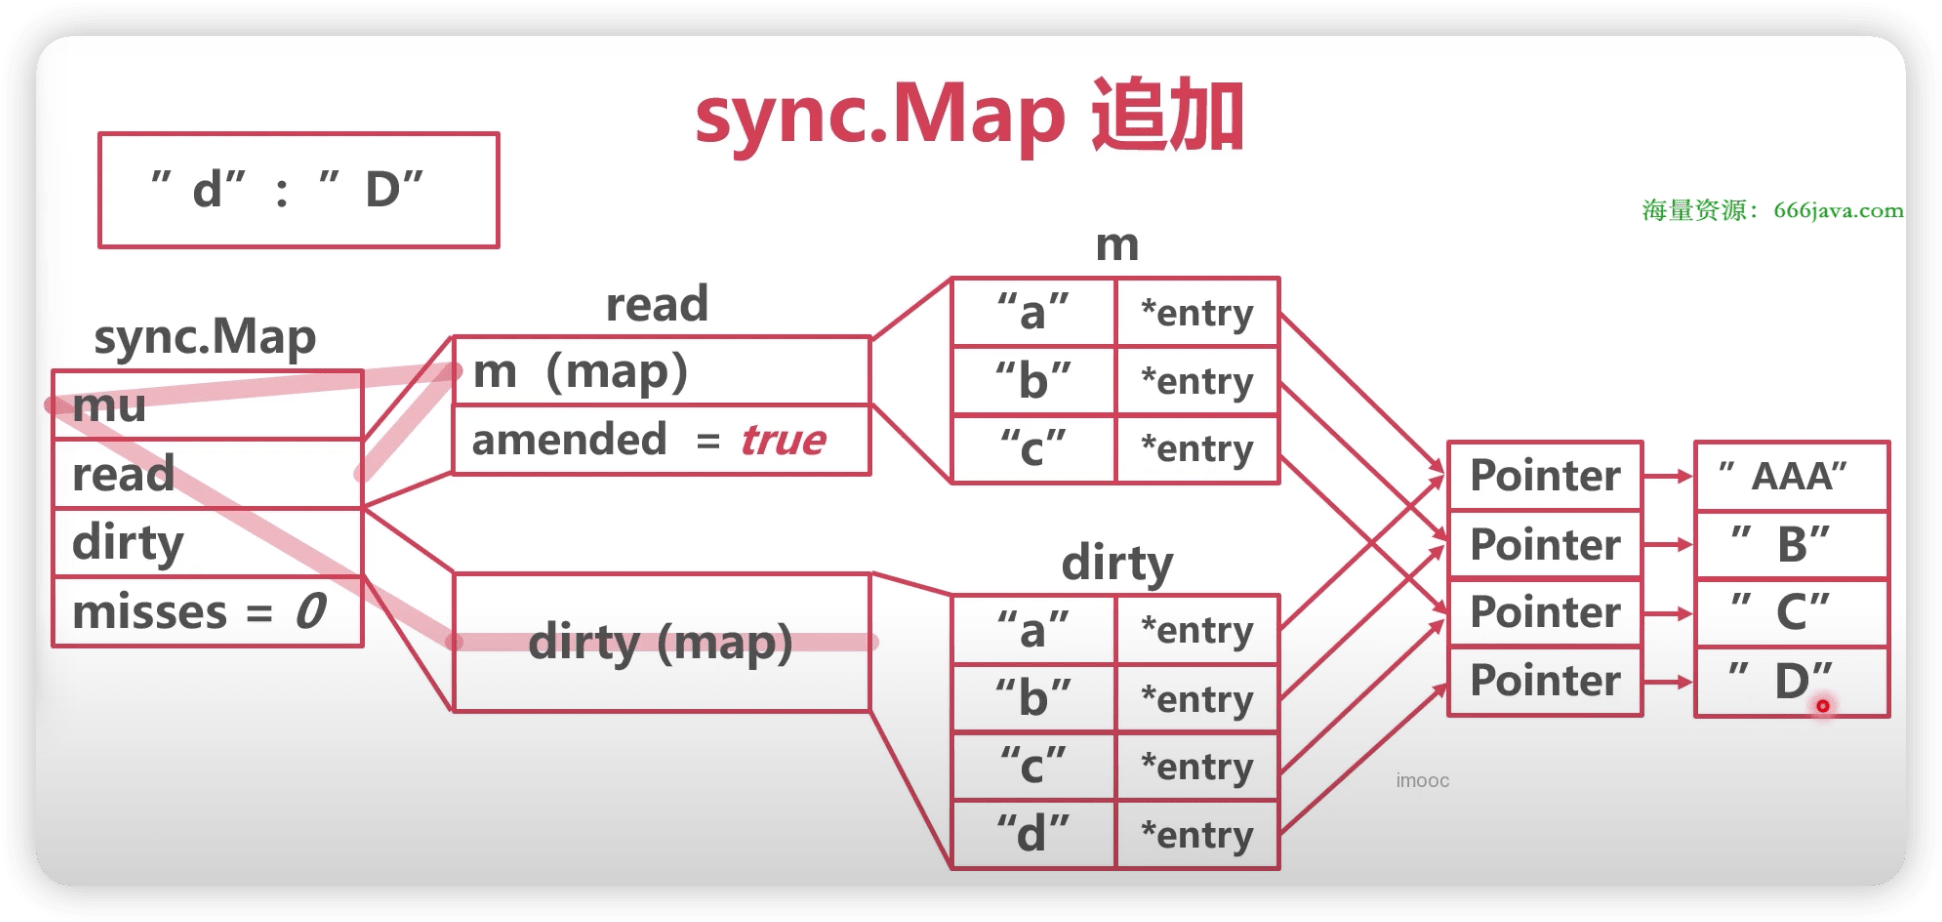 sync.Map 追加
” d” : ” D”
海量资源：666java.com
sync.Map
mu
read
dirty
misses = 0
read
m (map)
amended = true
dirty (map)
m
“a” *entry
“b” *entry
“c” *entry
dirty
“a” *entry
“b” *entry
“c” *entry
“d” *entry
Pointer ” AAA”
Pointer ” B”
Pointer ” C”
Pointer ” D”
imooc